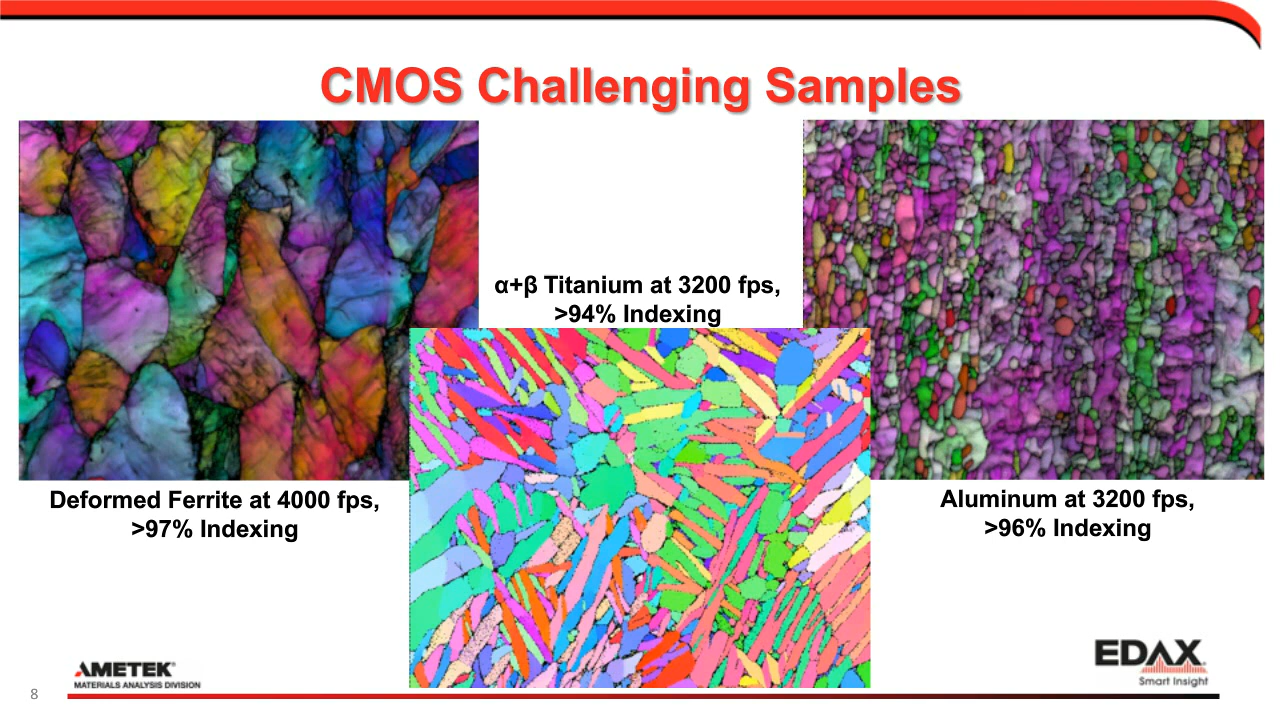 CMOS Challenging Samples
α+β Titanium at 3200 fps,
>94% Indexing
Deformed Ferrite at 4000 fps,
>97% Indexing
Aluminum at 3200 fps,
>96% Indexing
AMETEK®
MATERIALS ANALYSIS DIVISION
EDAX
Smart Insight
8